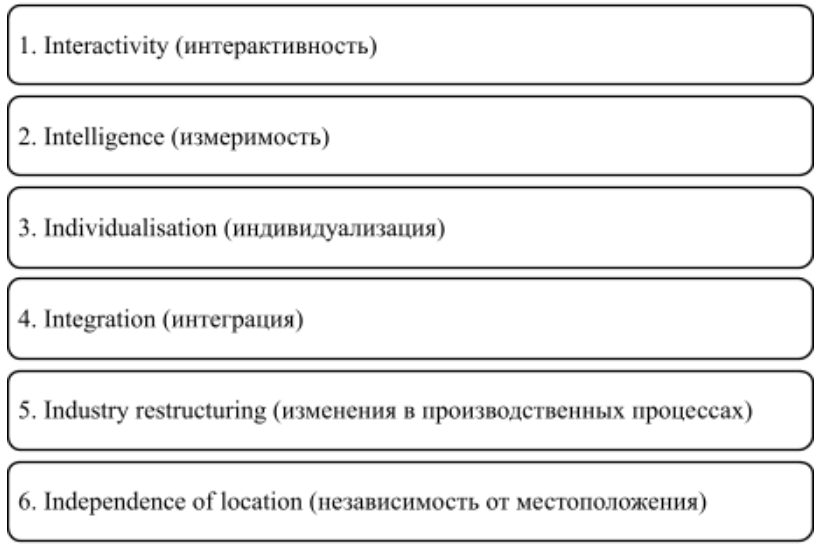 1. Interactivity (интерактивность)
2. Intelligence (измеримость)
3. Individualisation (индивидуализация)
4. Integration (интеграция)
5. Industry restructuring (изменения в производственных процессах)
6. Independence of location (независимость от местоположения)